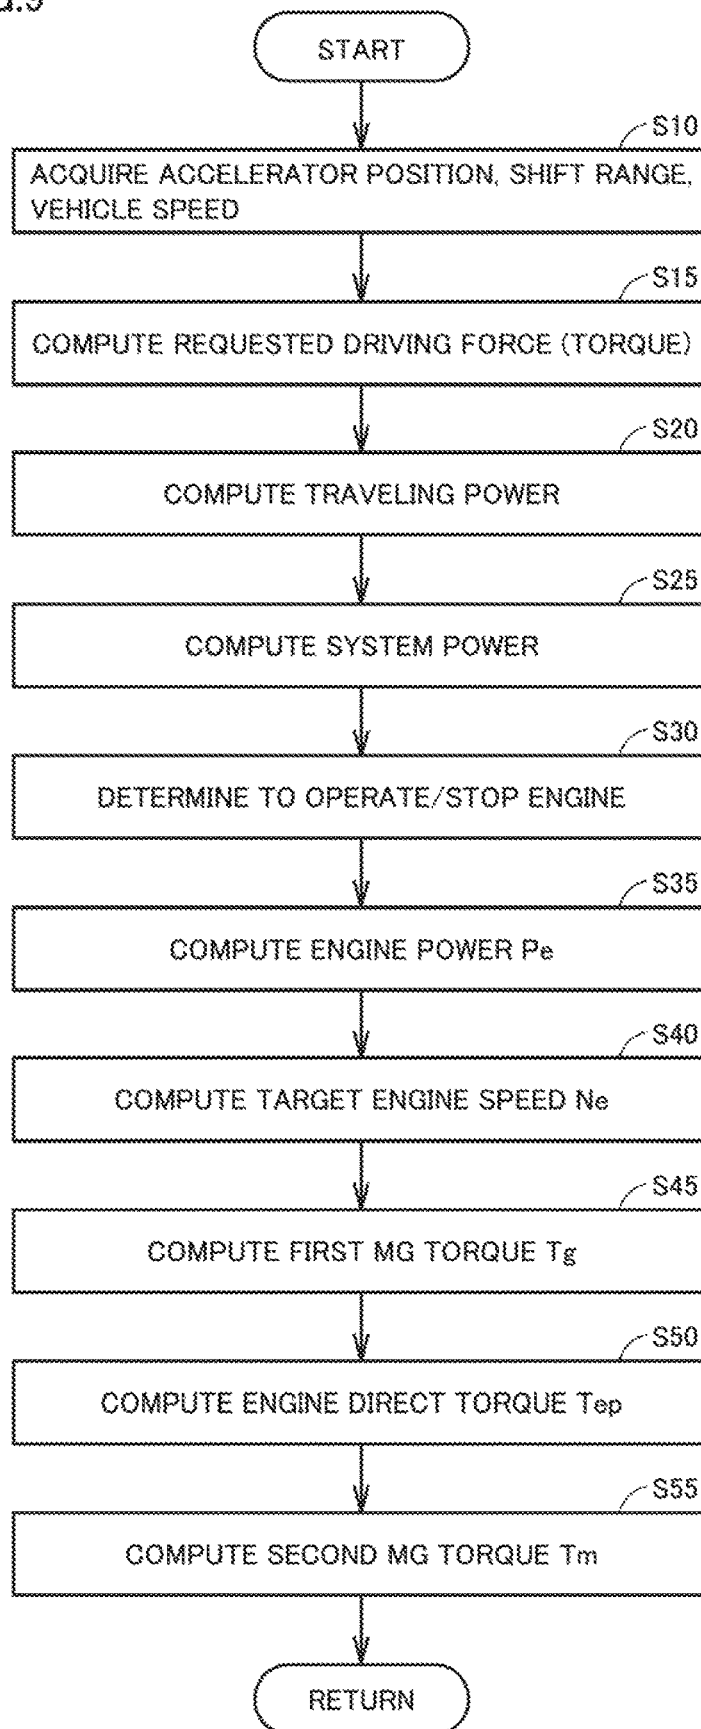 START
S10
ACQUIRE ACCELERATOR POSITION, SHIFT RANGE,
VEHICLE SPEED
S15
COMPUTE REQUESTED DRIVING FORCE (TORQUE)
S20
COMPUTE TRAVELING POWER
S25
COMPUTE SYSTEM POWER
S30
DETERMINE TO OPERATE/STOP ENGINE
S35
COMPUTE ENGINE POWER Pe
S40
COMPUTE TARGET ENGINE SPEED Ne
S45
COMPUTE FIRST MG TORQUE Tg
S50
COMPUTE ENGINE DIRECT TORQUE Tep
S55
COMPUTE SECOND MG TORQUE Tm
RETURN